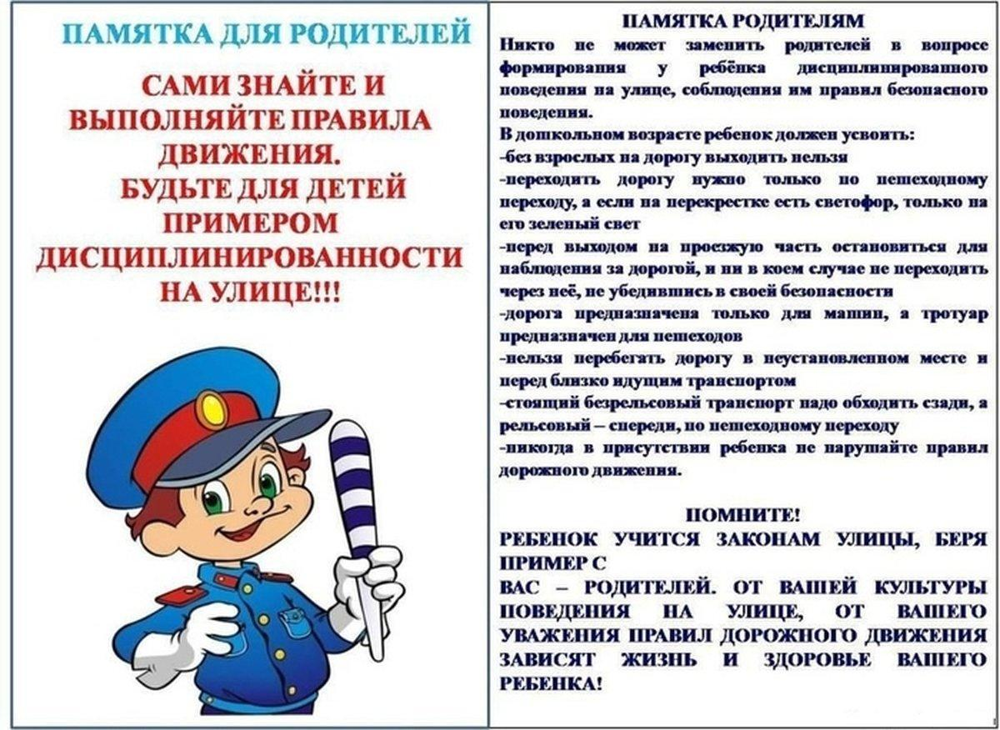 ПАМЯТКА ДЛЯ РОДИТЕЛЕЙ
САМИ ЗНАЙТЕ И
ВЫПОЛНЯЙТЕ ПРАВИЛА
ДВИЖЕНИЯ.
БУДЬТЕ ДЛЯ ДЕТЕЙ
ПРИМЕРОМ
ДИСЦИПЛИНИРОВАННОСТИ
НА УЛИЦЕ!!!
ПАМЯТКА РОДИТЕЛЯМ
Никто не может заменить родителей в вопросе
формирования у ребёнка дисциплинированного
поведения на улице, соблюдения им правил безопасного
поведения.
В дошкольном возрасте ребенок должен усвоить:
-без взрослых на дорогу выходить нельзя
-переходить дорогу нужно только по пешеходному
переходу, а если на перекрестке есть светофор, только на
его зеленый свет
-перед выходом на проезжую часть остановиться для
наблюдения за дорогой, и ни в коем случае не переходить
через неё, не убедившись в своей безопасности
-дорога предназначена только для машин, а тротуар
предназначен для пешеходов
-нельзя перебегать дорогу в неустановленном месте и
перед близко идущим транспортом
-стоящий безрельсовый транспорт надо обходить сзади, а
рельсовый – спереди, по пешеходному переходу
-никогда в присутствии ребенка не нарушайте правил
дорожного движения.
ПОМНИТЕ!
РЕБЕНОК УЧИТСЯ ЗАКОНАМ УЛИЦЫ, БЕРЯ
ПРИМЕР С
ВАС – РОДИТЕЛЕЙ. ОТ ВАШЕЙ КУЛЬТУРЫ
ПОВЕДЕНИЯ НА УЛИЦЕ, ОТ ВАШЕГО
УВАЖЕНИЯ ПРАВИЛ ДОРОЖНОГО ДВИЖЕНИЯ
ЗАВИСЯТ ЖИЗНЬ И ЗДОРОВЬЕ ВАШЕГО
РЕБЕНКА!
1